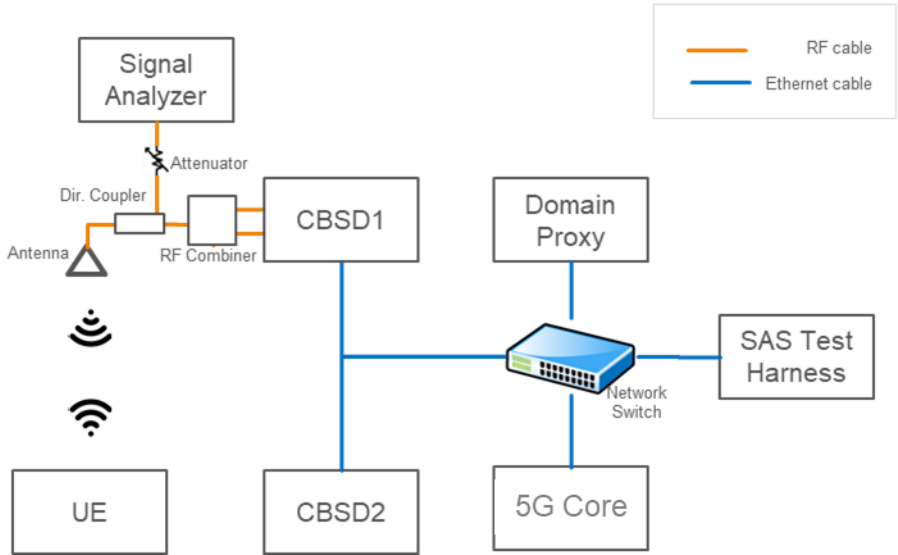 Signal
Analyzer
RF cable
Ethernet cable
Attenuator
Dir. Coupler
CBSD1
Domain
Proxy
Antenna
RF Combiner
SAS Test
Harness
Network
Switch
UE
CBSD2
5G Core